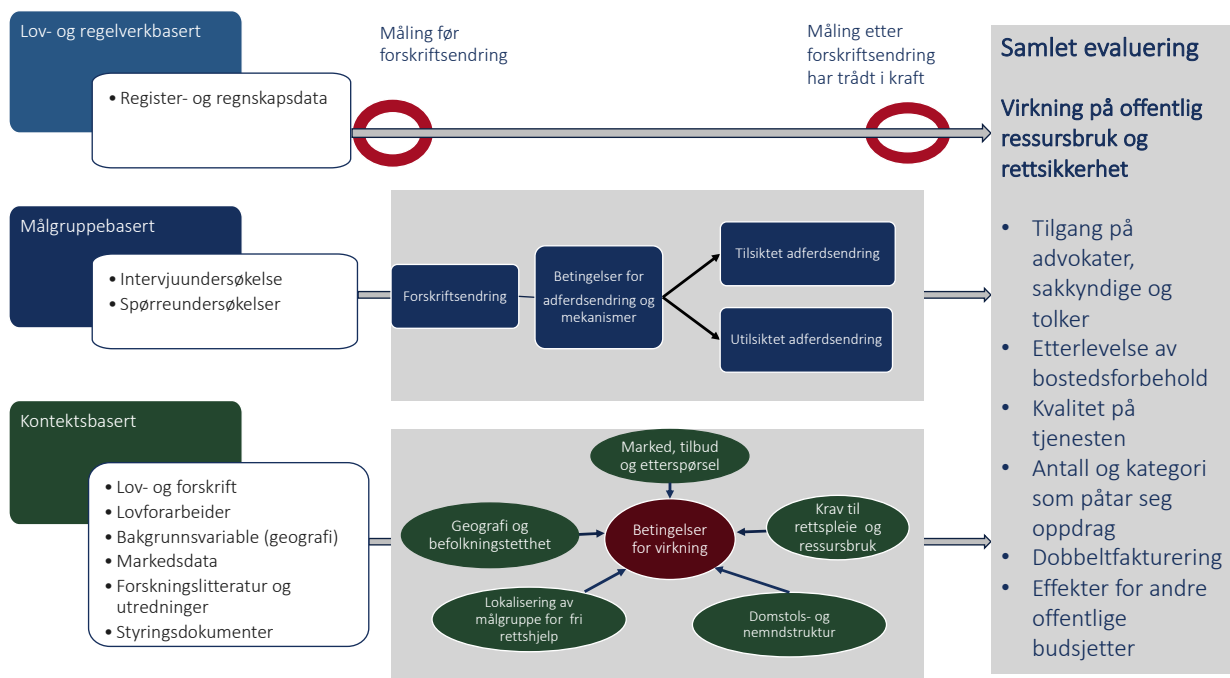 Lov- og regelverkbasert
• Register- og regnskapsdata
Måling før
forskriftsendring
Måling etter
forskriftsendring
har trådt i kraft
Målgruppebasert
• Intervjuundersøkelse
• Spørreundersøkelser
Forskriftsendring
Betingelser for
adferdsendring og
mekanismer
Tilsiktet adferdsendring
Utilsiktet adferdsendring
Kontektsbasert
• Lov- og forskrift
• Lovforarbeider
• Bakgrunnsvariable (geografi)
• Markedsdata
• Forskningslitteratur og
utredninger
• Styringsdokumenter
Marked, tilbud
og etterspørsel
Geografi og
befolkningstetthet
Betingelser
for virkning
Krav til
rettspleie og
ressursbruk
Lokalisering av
målgruppe for fri
rettshjelp
Domstols- og
nemndstruktur
Samlet evaluering
Virkning på offentlig
ressursbruk og
rettsikkerhet
• Tilgang på
advokater,
sakkyndige og
tolker
• Etterlevelse av
bostedsforbehold
• Kvalitet på
tjenesten
• Antall og kategori
som påtar seg
oppdrag
• Dobbeltfakturering
• Effekter for andre
offentlige
budsjetter